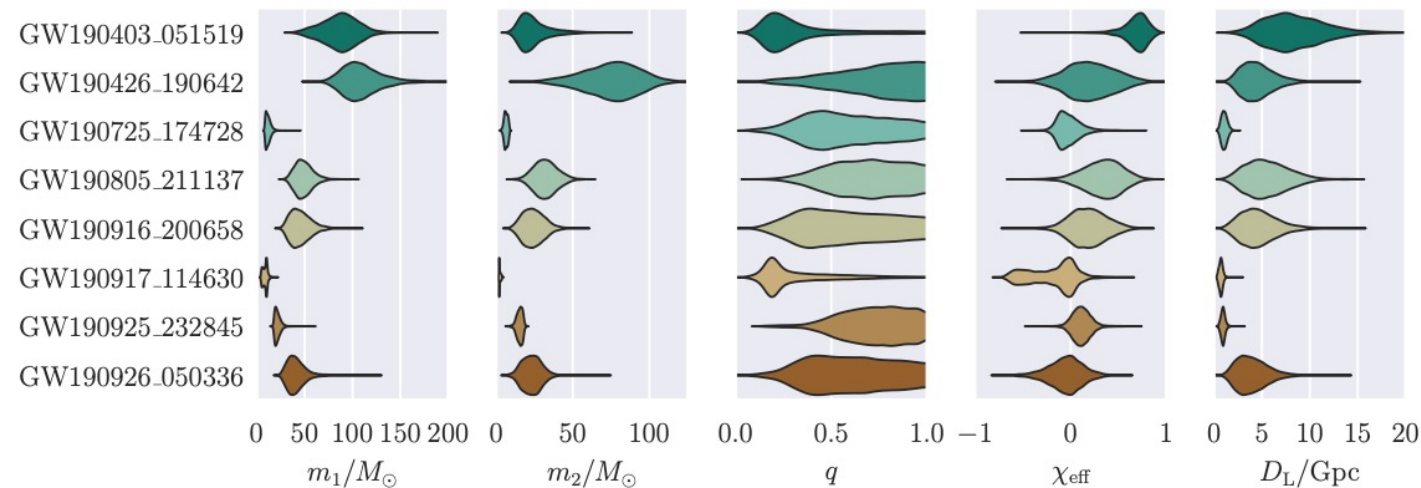 GW190403_051519
GW190426_190642
GW190725_174728
GW190805_211137
GW190916_200658
GW190917_114630
GW190925_232845
GW190926_050336
0 50 100 150 200 0 50 100 0.0 0.5 1.0 −1 0 1 0 5 10 15 20
m₁/M☉ m₂/M☉ q χeff D_L/Gpc